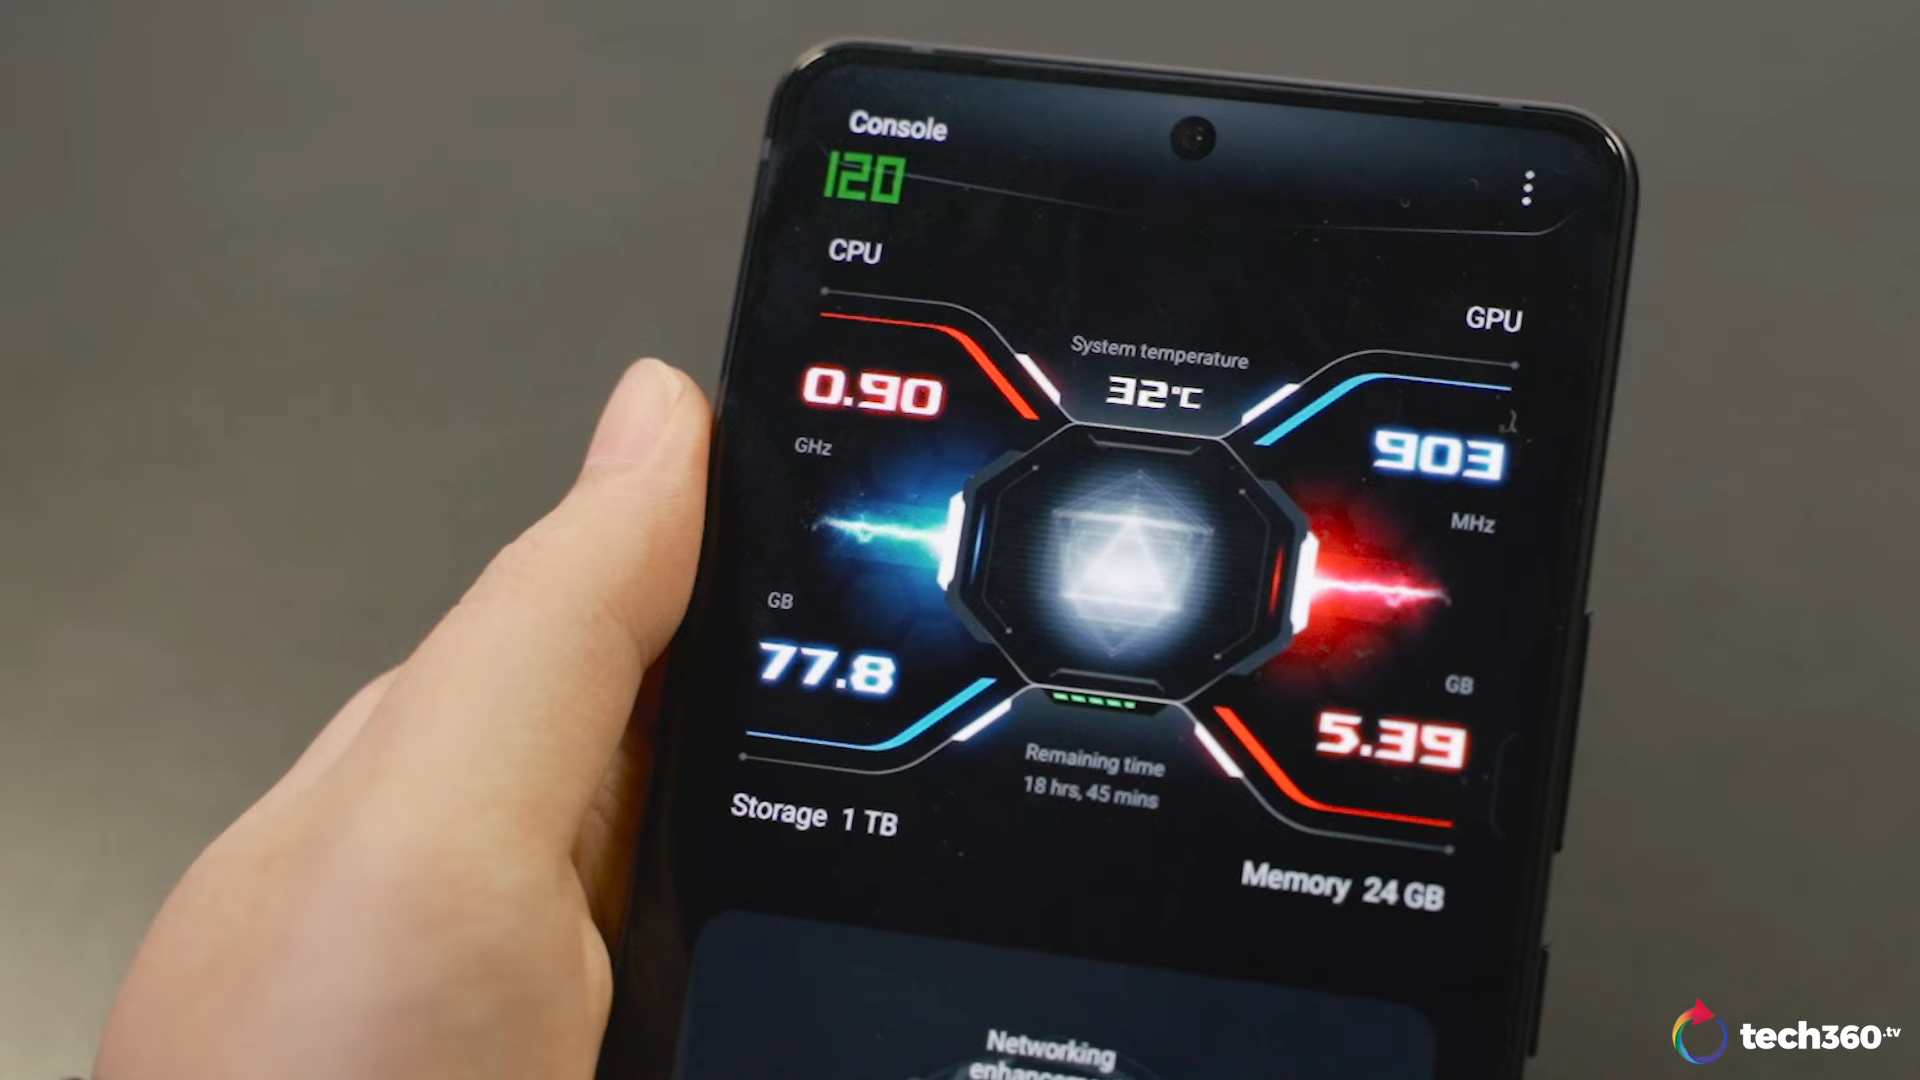 Console
120
CPU
GPU
System temperature
32°C
0.90
GHz
903
MHz
GB
77.8
GB
5.39
Remaining time
18 hrs, 45 mins
Storage 1 TB
Memory 24 GB
Networking
tech360.tv